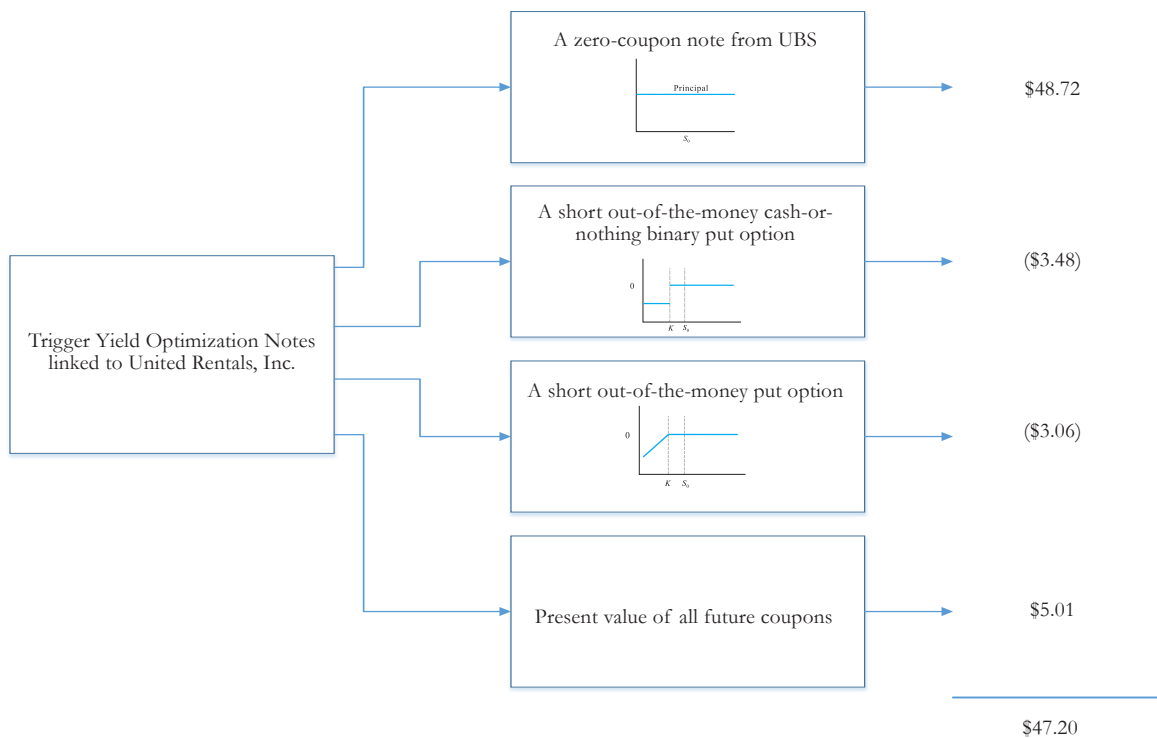 A zero-coupon note from UBS
Principal
S0
$48.72
A short out-of-the-money cash-or-
nothing binary put option
0
K S0
($3.48)
Trigger Yield Optimization Notes
linked to United Rentals, Inc.
A short out-of-the-money put option
0
K S0
($3.06)
Present value of all future coupons
$5.01
$47.20